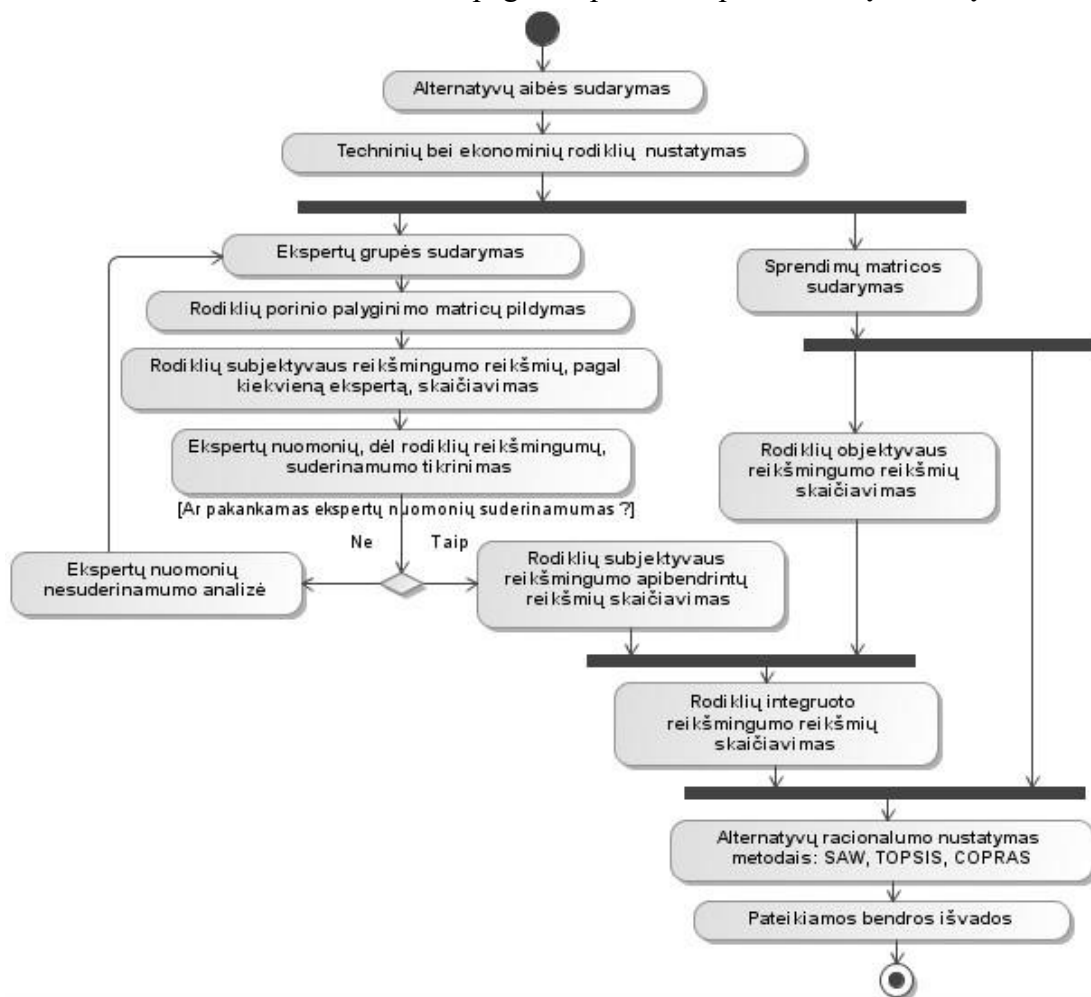 Alternatyvų aibės sudarymas
Techninių bei ekonominių rodiklių nustatymas
Ekspertų grupės sudarymas
Sprendimų matricos
sudarymas
Rodiklių porinio palyginimo matricų pildymas
Rodiklių subjektyvaus reikšmingumo reikšmių, pagal
kiekvieną ekspertą, skaičiavimas
Ekspertų nuomonių, dėl rodiklių reikšmingumų,
suderinamumo tikrinimas
Rodiklių objektyvaus
reikšmingumo reikšmių
skaičiavimas
[Ar pakankamas ekspertų nuomonių suderinamumas ?]
Ne
Taip
Ekspertų nuomonių
nesuderinamumo analizė
Rodiklių subjektyvaus
reikšmingumo apibendrintų
reikšmių skaičiavimas
Rodiklių integruoto
reikšmingumo reikšmių
skaičiavimas
Alternatyvų racionalumo nustatymas
metodais: SAW, TOPSIS, COPRAS
Pateikiamos bendros išvados